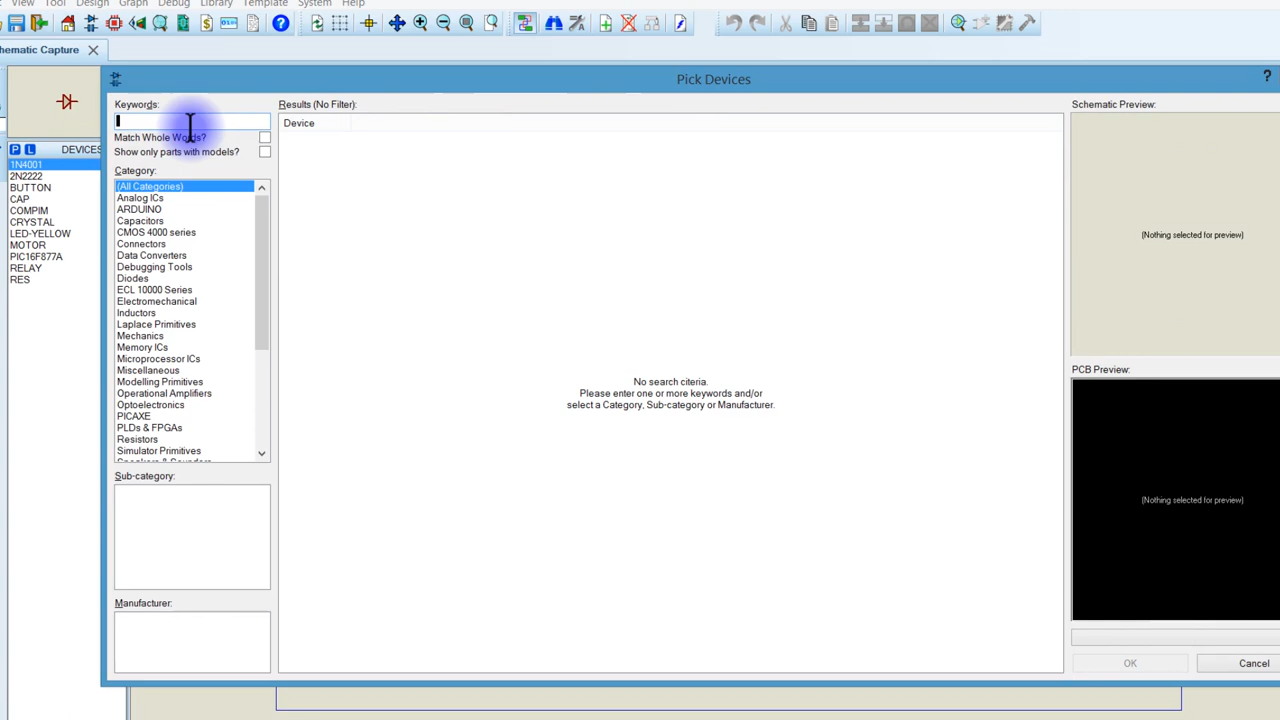 View Tool Design Graph Debug Library Template System Help
hematic Capture
Pick Devices
?
Keywords:
Match Whole Words?
Show only parts with models?
Category:
(All Categories)
Analog ICs
ARDUINO
Capacitors
CMOS 4000 series
Connectors
Data Converters
Debugging Tools
Diodes
ECL 10000 Series
Electromechanical
Inductors
Laplace Primitives
Mechanics
Memory ICs
Microprocessor ICs
Miscellaneous
Modelling Primitives
Operational Amplifiers
Optoelectronics
PICAXE
PLDs & FPGAs
Resistors
Simulator Primitives
Sub-category:
Manufacturer:
P L DEVICES
1N4001
2N2222
BUTTON
CAP
COMPIM
CRYSTAL
LED-YELLOW
MOTOR
PIC16F877A
RELAY
RES
Results (No Filter):
Device
No search citeria.
Please enter one or more keywords and/or
select a Category, Sub-category or Manufacturer.
Schematic Preview:
(Nothing selected for preview)
PCB Preview:
(Nothing selected for preview)
OK
Cancel